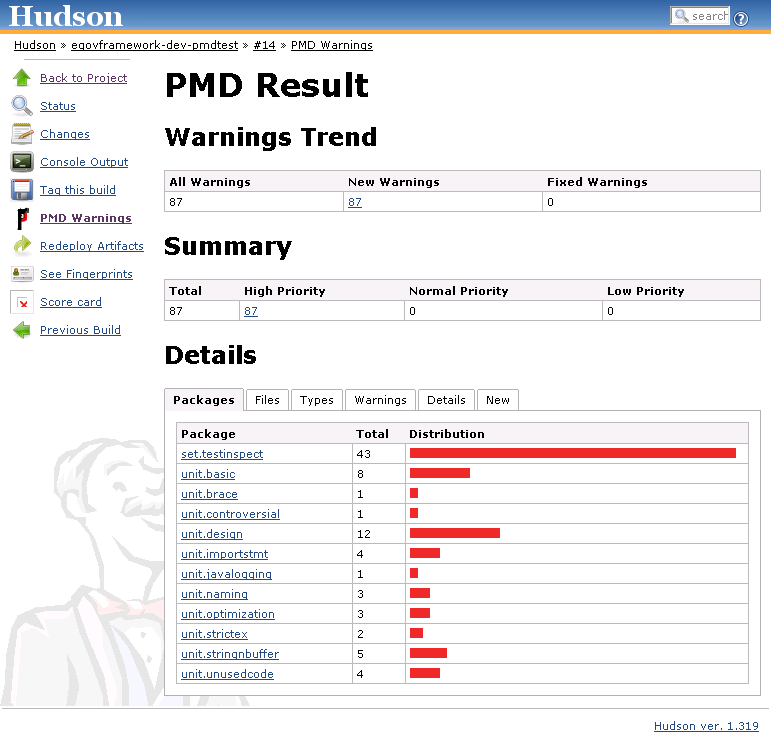 Hudson
search
?
Hudson » egovframework-dev-pmdtest » #14 » PMD Warnings
Back to Project
Status
Changes
Console Output
Tag this build
PMD Warnings
Redeploy Artifacts
See Fingerprints
Score card
Previous Build
PMD Result
Warnings Trend
All Warnings New Warnings Fixed Warnings
87 87 0
Summary
Total High Priority Normal Priority Low Priority
87 87 0 0
Details
Packages Files Types Warnings Details New
Package Total Distribution
set.testinspect 43
unit.basic 8
unit.brace 1
unit.controversial 1
unit.design 12
unit.importstmt 4
unit.javalogging 1
unit.naming 3
unit.optimization 3
unit.strictex 2
unit.stringnbuffer 5
unit.unusedcode 4
Hudson ver. 1.319